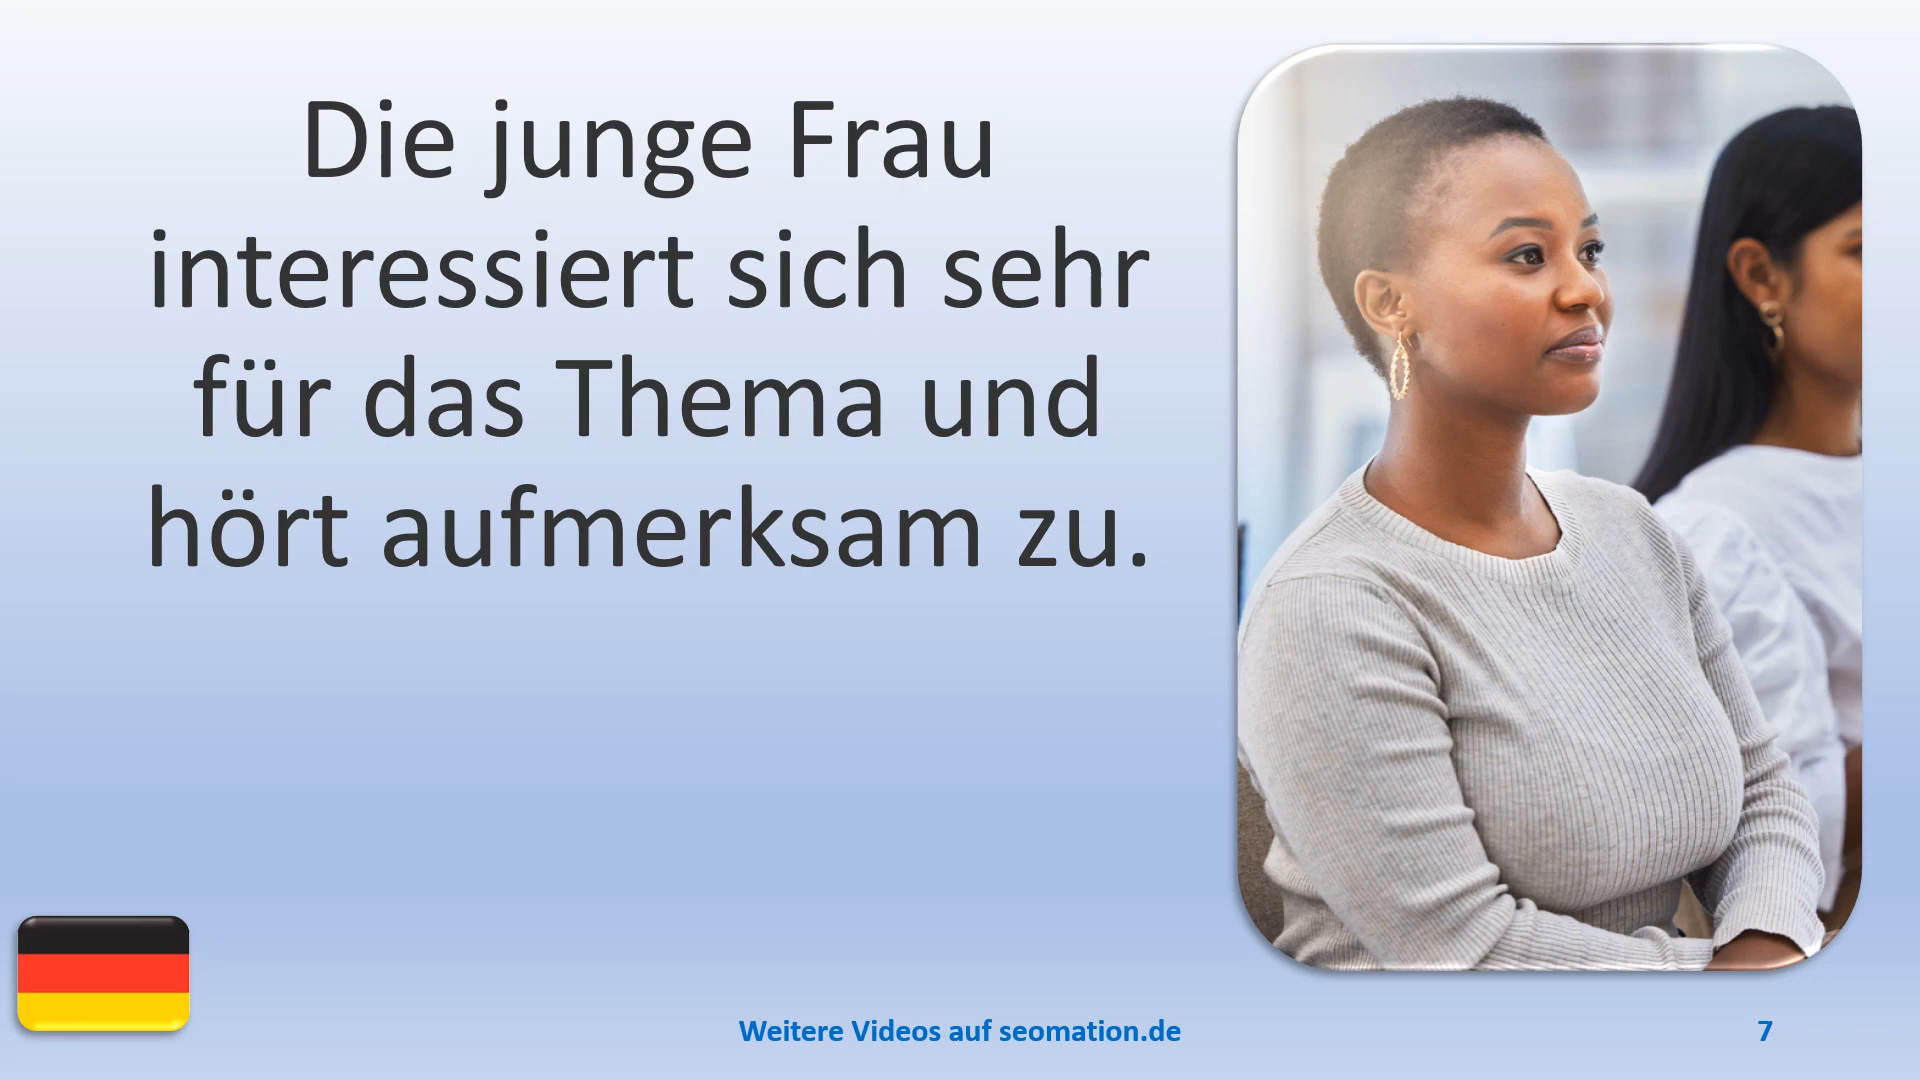 Die junge Frau
interessiert sich sehr
für das Thema und
hört aufmerksam zu.
Weitere Videos auf seomation.de
7